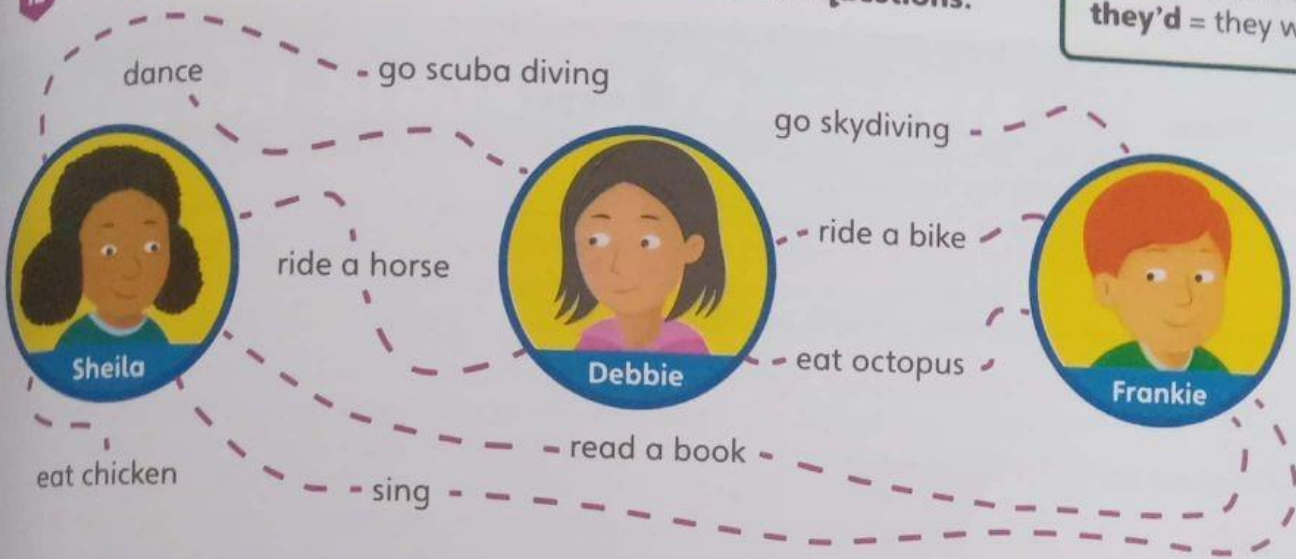 questions.
they'd = they
dance
go scuba diving
go skydiving
ride a bike
ride a horse
Sheila
Debbie
eat octopus
Frankie
read a book
eat chicken
sing